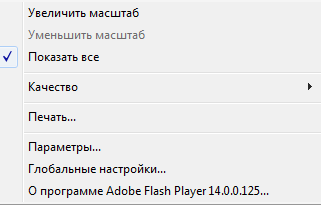 Увеличить масштаб
Уменьшить масштаб
Показать все
Качество
Печать...
Параметры...
Глобальные настройки...
О программе Adobe Flash Player 14.0.0.125...